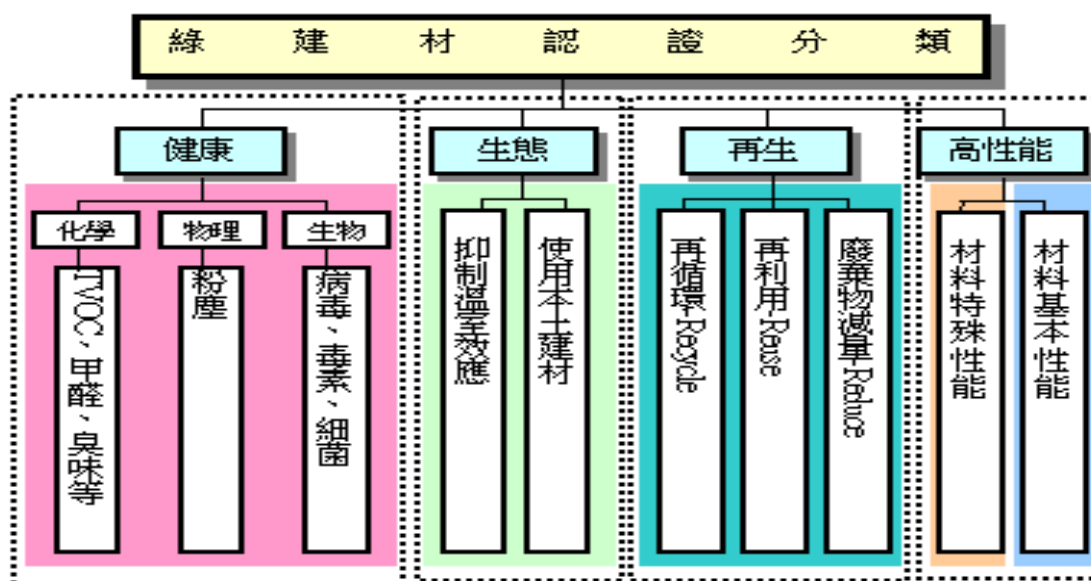 綠建材認證分類
健康
生態
再生
高性能
化學
物理
生物
TVOC、甲醛、臭味等
粉塵
病毒、毒素、細菌
抑制溫室效應
使用本土建材
再循環Recycle
再利用Reuse
廢棄物減量Reduce
材料特殊性能
材料基本性能